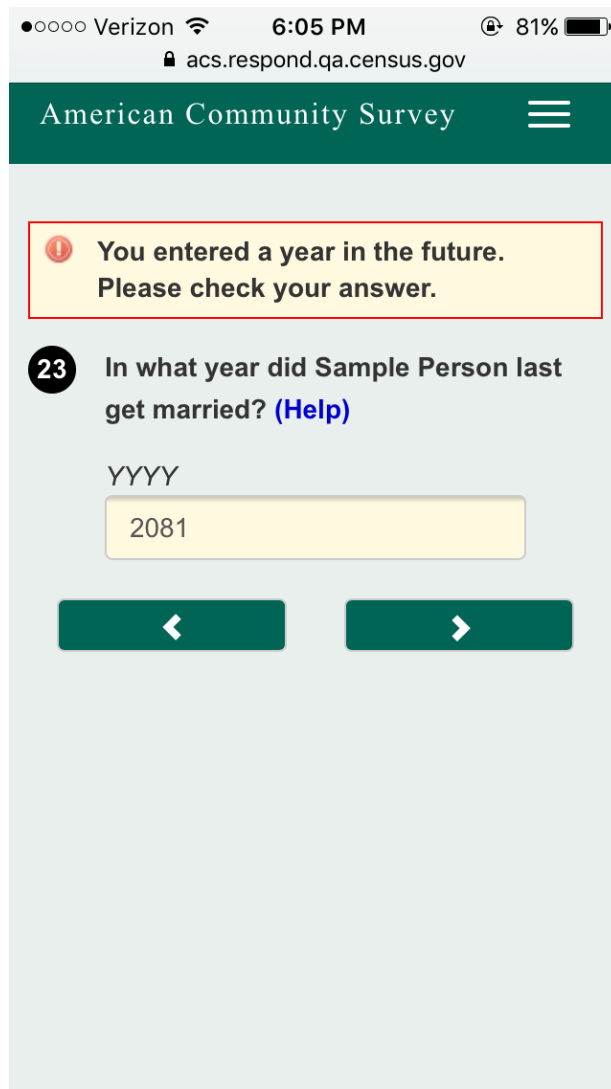 Verizon 6:05 PM 81%
acs.respond.qa.census.gov
American Community Survey
You entered a year in the future.
Please check your answer.
23 In what year did Sample Person last
get married? (Help)
YYYY
2081